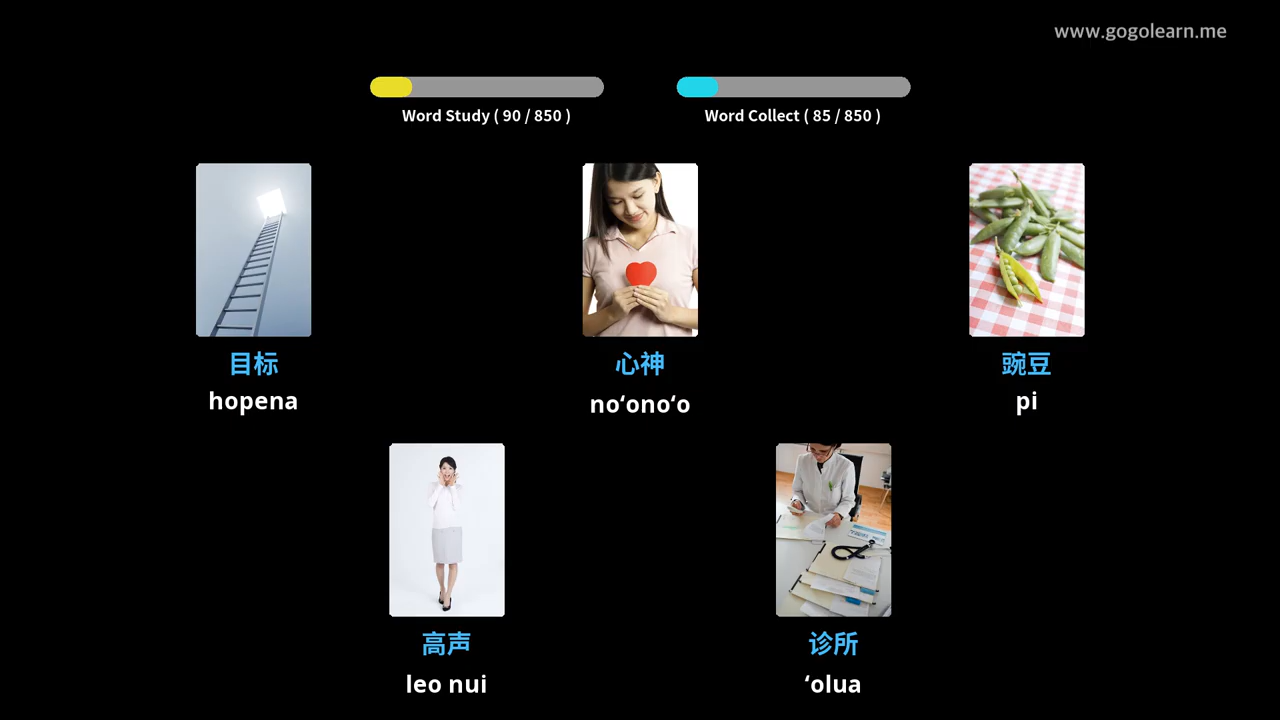 www.gogolearn.me
Word Study ( 90 / 850 )
Word Collect ( 85 / 850 )
目标
hopena
心神
noʻonoʻo
豌豆
pi
高声
leo nui
诊所
ʻolua